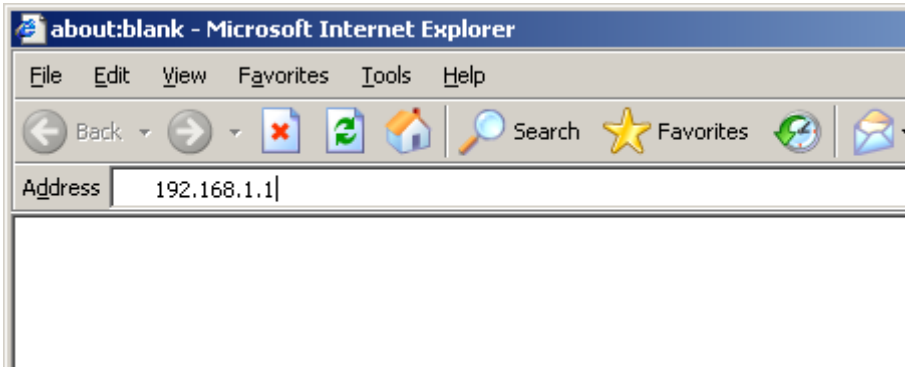 about:blank - Microsoft Internet Explorer
File Edit View Favorites Tools Help
Back Search Favorites
Address 192.168.1.1